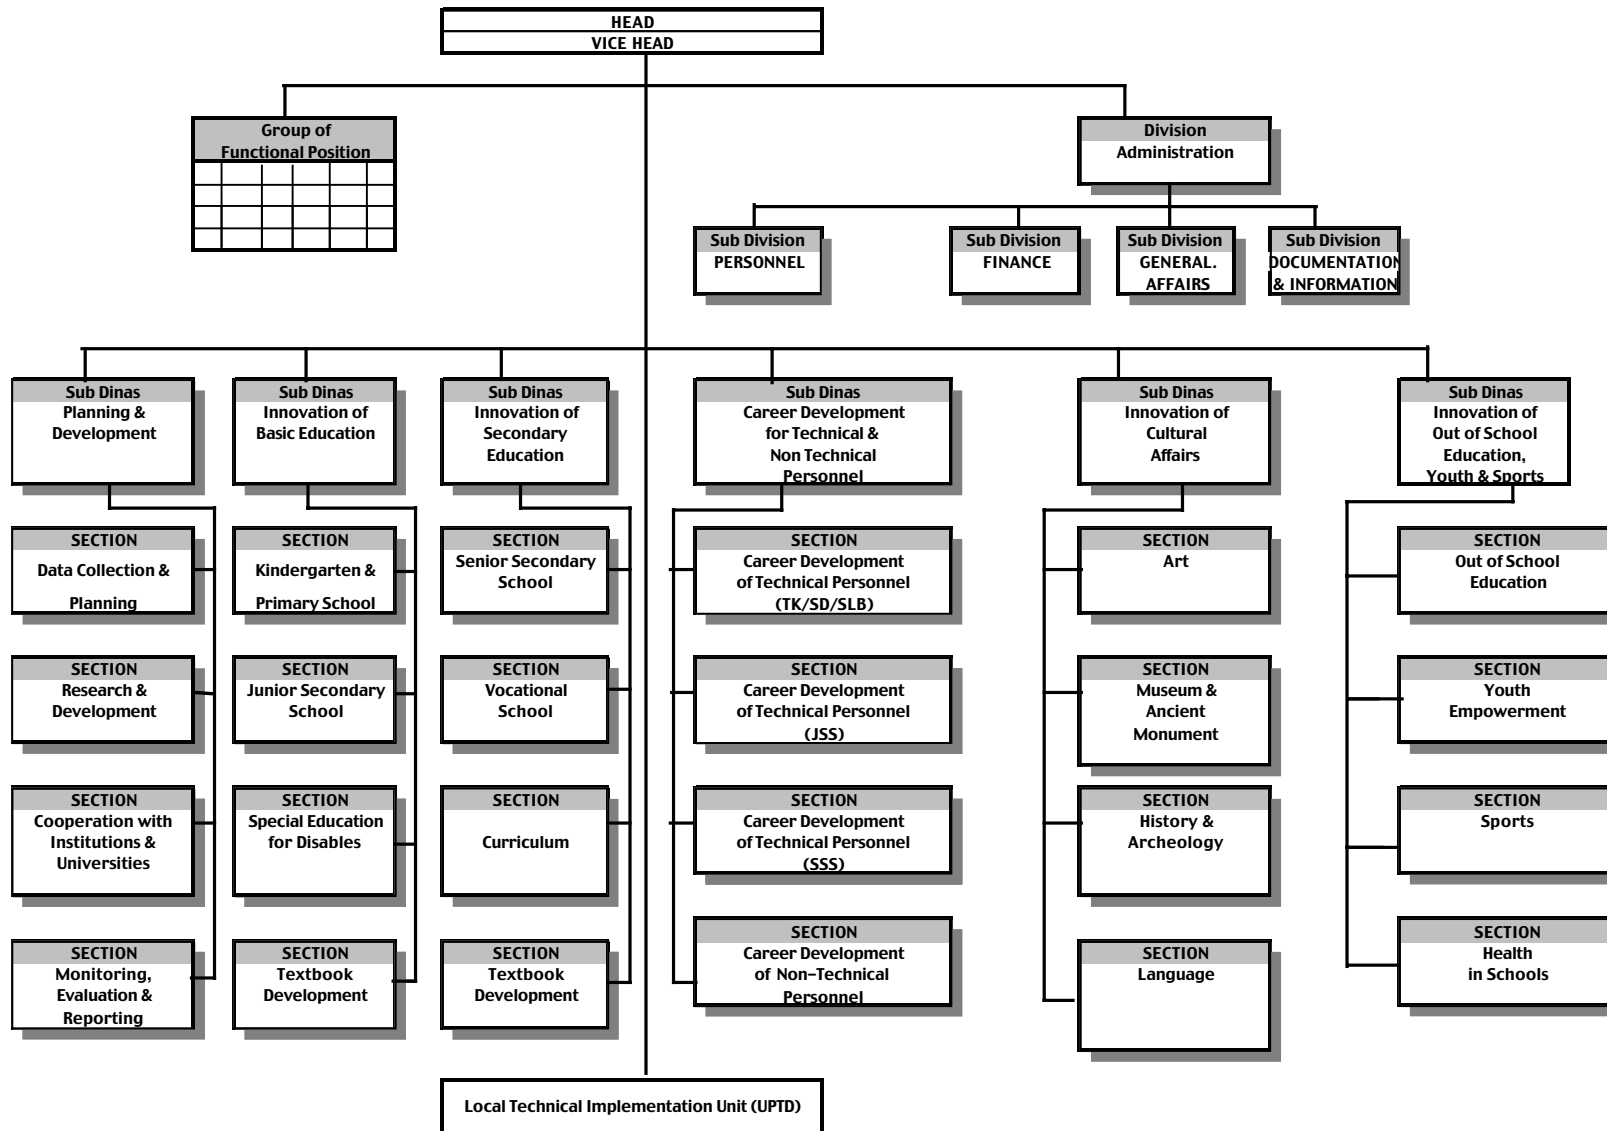 HEAD
VICE HEAD
Group of
Functional Position
Division
Administration
Sub Division
PERSONNEL
Sub Division
FINANCE
Sub Division
GENERAL.
AFFAIRS
Sub Division
DOCUMENTATION
& INFORMATION
Sub Dinas
Planning &
Development
Sub Dinas
Innovation of
Basic Education
Sub Dinas
Innovation of
Secondary
Education
Sub Dinas
Career Development
for Technical &
Non Technical
Personnel
Sub Dinas
Innovation of
Cultural
Affairs
Sub Dinas
Innovation of
Out of School
Education,
Youth & Sports
SECTION
Data Collection &
Planning
SECTION
Kindergarten &
Primary School
SECTION
Senior Secondary
School
SECTION
Career Development
of Technical Personnel
(TK/SD/SLB)
SECTION
Art
SECTION
Out of School
Education
SECTION
Research &
Development
SECTION
Junior Secondary
School
SECTION
Vocational
School
SECTION
Career Development
of Technical Personnel
(JSS)
SECTION
Museum &
Ancient
Monument
SECTION
Youth
Empowerment
SECTION
Cooperation with
Institutions &
Universities
SECTION
Special Education
for Disables
SECTION
Curriculum
SECTION
Career Development
of Technical Personnel
(SSS)
SECTION
History &
Archeology
SECTION
Sports
SECTION
Monitoring,
Evaluation &
Reporting
SECTION
Textbook
Development
SECTION
Textbook
Development
SECTION
Career Development
of Non-Technical
Personnel
SECTION
Language
SECTION
Health
in Schools
Local Technical Implementation Unit (UPTD)